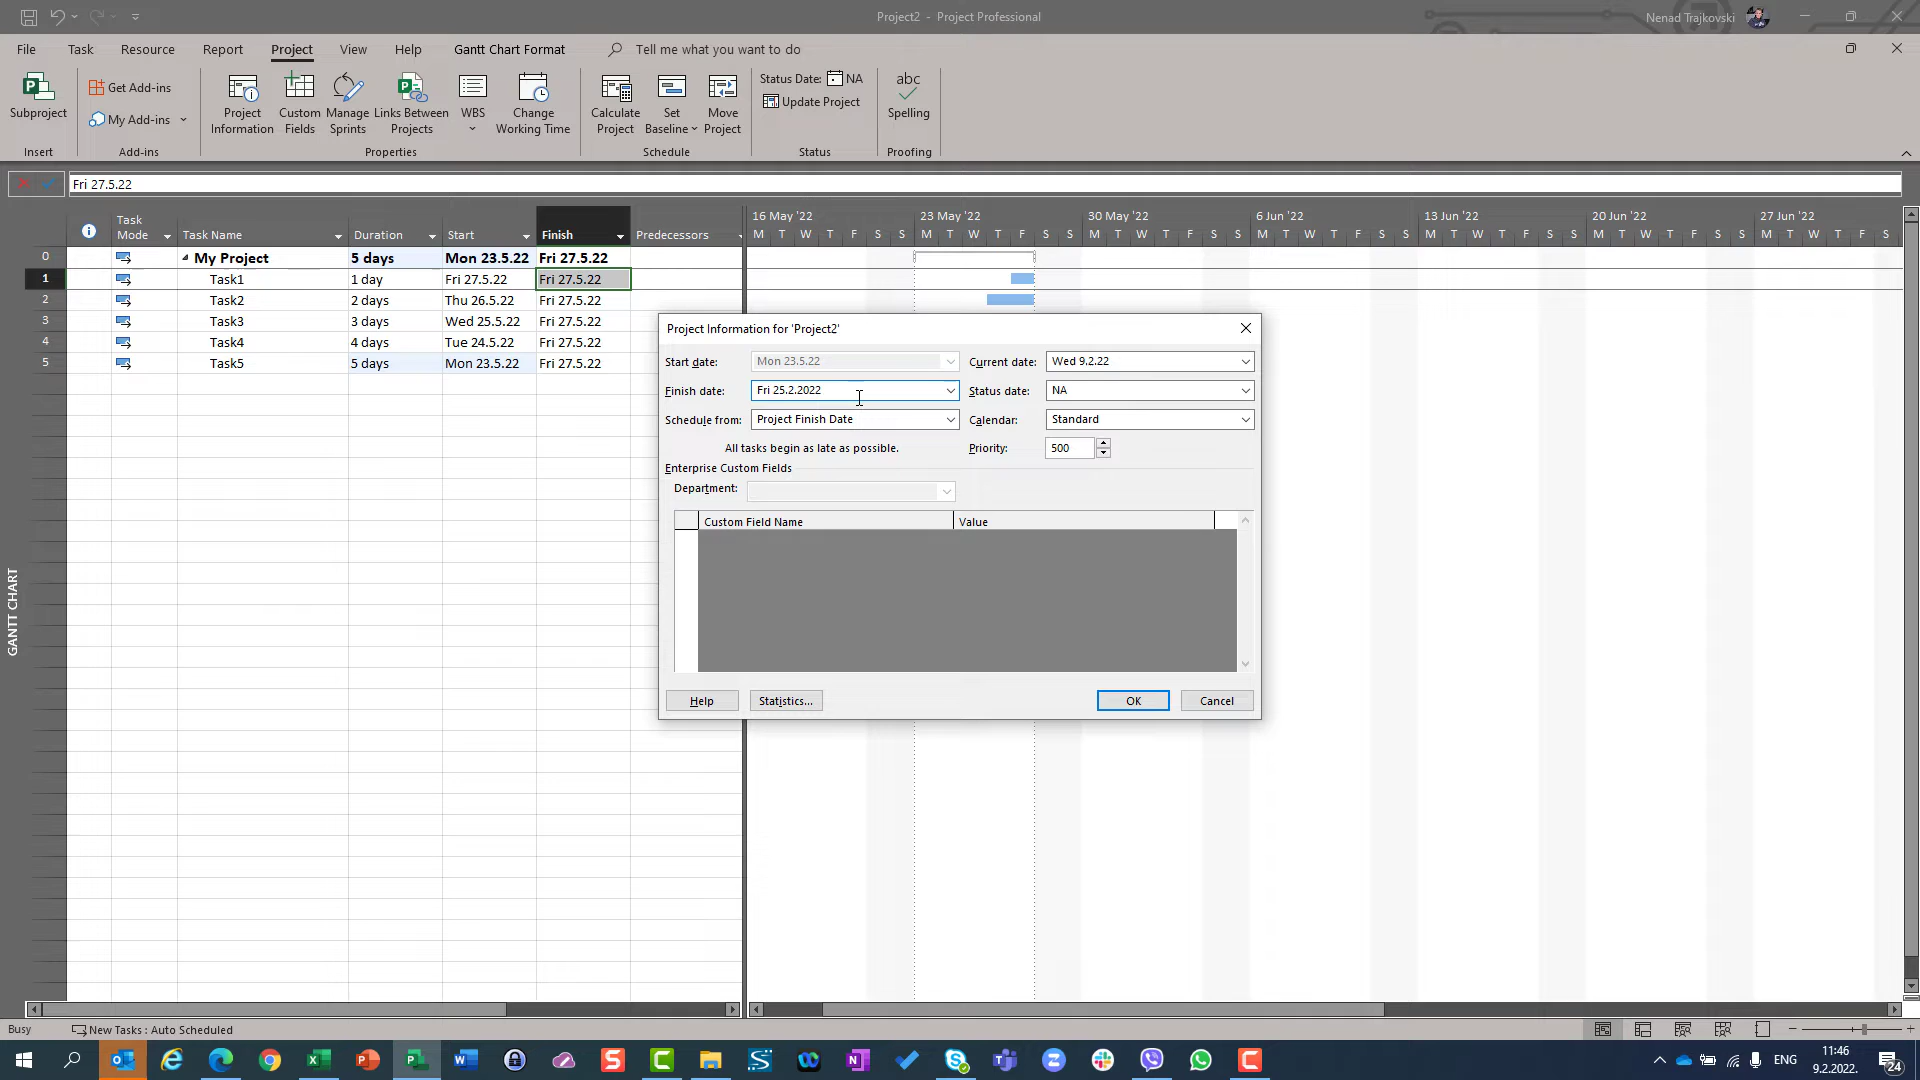 Project2 - Project Professional
Nenad Trajkovski
File Task Resource Report Project View Help Gantt Chart Format Tell me what you want to do
Subproject
Get Add-ins
My Add-ins
Project Information
Custom Fields
Manage Sprints
Links Between Projects
WBS
Change Working Time
Calculate Project
Set Baseline
Move Project
Status Date: NA
Update Project
abc
Spelling
Insert Add-ins Properties Schedule Status Proofing
Fri 27.5.22
Task Mode Task Name Duration Start Finish Predecessors
16 May '22 23 May '22 30 May '22 6 Jun '22 13 Jun '22 20 Jun '22 27 Jun '22
M T W T F S S M T W T F S S M T W T F S S M T W T F S S M T W T F S S M T W T F S S M T W T F S
0 My Project 5 days Mon 23.5.22 Fri 27.5.22
1 Task1 1 day Fri 27.5.22 Fri 27.5.22
2 Task2 2 days Thu 26.5.22 Fri 27.5.22
3 Task3 3 days Wed 25.5.22 Fri 27.5.22
4 Task4 4 days Tue 24.5.22 Fri 27.5.22
5 Task5 5 days Mon 23.5.22 Fri 27.5.22
Project Information for 'Project2'
Start date: Mon 23.5.22 Current date: Wed 9.2.22
Finish date: Fri 25.2.2022 Status date: NA
Schedule from: Project Finish Date Calendar: Standard
All tasks begin as late as possible. Priority: 500
Enterprise Custom Fields
Department:
Custom Field Name Value
Help Statistics... OK Cancel
GANTT CHART
Busy New Tasks : Auto Scheduled
ENG
11:46
9.2.2022.
24